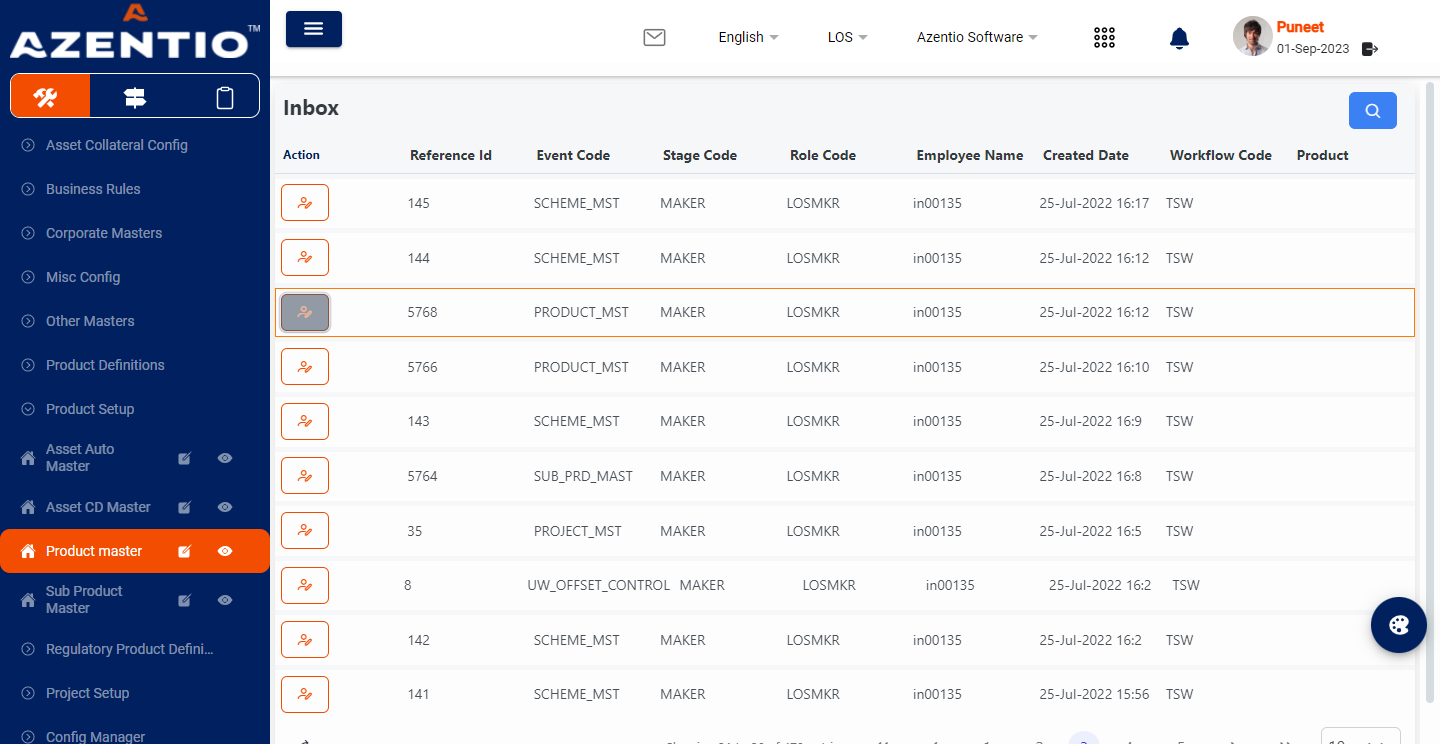 AZENTIO™
English
LOS
Azentio Software
Puneet
01-Sep-2023
Asset Collateral Config
Business Rules
Corporate Masters
Misc Config
Other Masters
Product Definitions
Product Setup
Asset Auto
Master
Asset CD Master
Product master
Sub Product
Master
Regulatory Product Defini...
Project Setup
Config Manager
Inbox
Action Reference Id Event Code Stage Code Role Code Employee Name Created Date Workflow Code Product
145 SCHEME_MST MAKER LOSMKR in00135 25-Jul-2022 16:17 TSW
144 SCHEME_MST MAKER LOSMKR in00135 25-Jul-2022 16:12 TSW
5768 PRODUCT_MST MAKER LOSMKR in00135 25-Jul-2022 16:12 TSW
5766 PRODUCT_MST MAKER LOSMKR in00135 25-Jul-2022 16:10 TSW
143 SCHEME_MST MAKER LOSMKR in00135 25-Jul-2022 16:9 TSW
5764 SUB_PRD_MAST MAKER LOSMKR in00135 25-Jul-2022 16:8 TSW
35 PROJECT_MST MAKER LOSMKR in00135 25-Jul-2022 16:5 TSW
8 UW_OFFSET_CONTROL MAKER LOSMKR in00135 25-Jul-2022 16:2 TSW
142 SCHEME_MST MAKER LOSMKR in00135 25-Jul-2022 16:2 TSW
141 SCHEME_MST MAKER LOSMKR in00135 25-Jul-2022 15:56 TSW